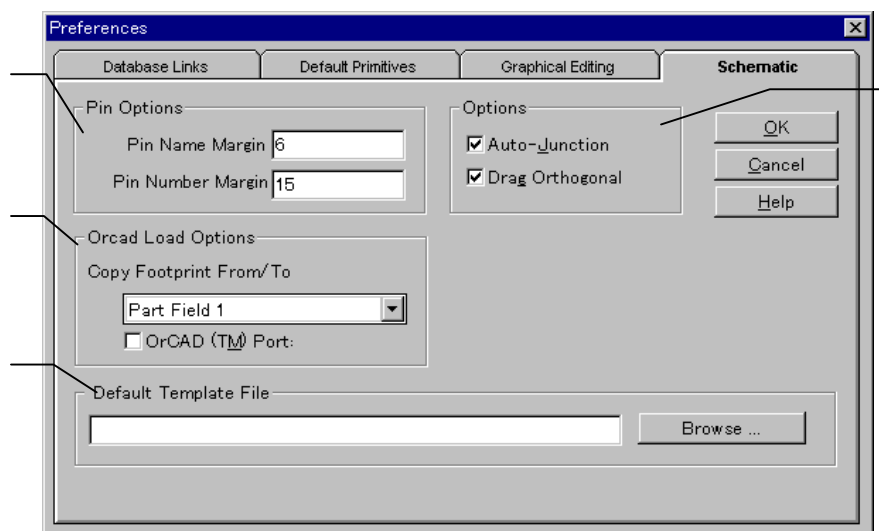 Preferences
Database Links
Default Primitives
Graphical Editing
Schematic
Pin Options
Pin Name Margin 6
Pin Number Margin 15
Options
Auto-Junction
Drag Orthogonal
OK
Cancel
Help
Orcad Load Options
Copy Footprint From/To
Part Field 1
OrCAD (TM) Port:
Default Template File
Browse ...